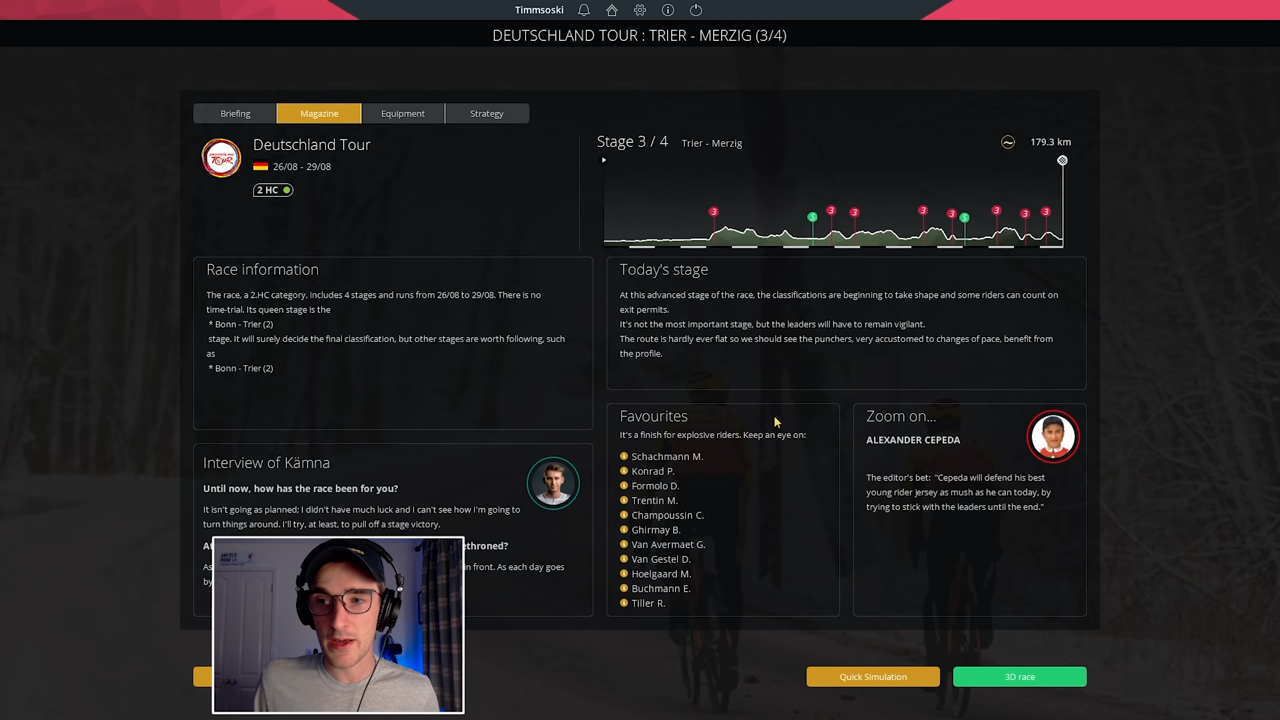 Timmsoski
DEUTSCHLAND TOUR : TRIER - MERZIG (3/4)
Briefing
Magazine
Equipment
Strategy
Deutschland Tour
26/08 - 29/08
2 HC
Stage 3 / 4 Trier - Merzig
179.3 km
3
S
3
3
3
3
S
3
3
3
Race information
The race, a 2.HC category, includes 4 stages and runs from 26/08 to 29/08. There is no
time-trial. Its queen stage is the
* Bonn - Trier (2)
stage. It will surely decide the final classification, but other stages are worth following, such
as
* Bonn - Trier (2)
Today's stage
At this advanced stage of the race, the classifications are beginning to take shape and some riders can count on
exit permits.
It's not the most important stage, but the leaders will have to remain vigilant.
The route is hardly ever flat so we should see the punchers, very accustomed to changes of pace, benefit from
the profile.
Interview of Kämna
Until now, how has the race been for you?
It isn't going as planned; I didn't have much luck and I can't see how I'm going to
turn things around. I'll try, at least, to pull off a stage victory.
ethroned?
in front. As each day goes
by
Favourites
It's a finish for explosive riders. Keep an eye on:
Schachmann M.
Konrad P.
Formolo D.
Trentin M.
Champoussin C.
Ghirmay B.
Van Avermaet G.
Van Gestel D.
Hoelgaard M.
Buchmann E.
Tiller R.
Zoom on...
ALEXANDER CEPEDA
The editor's bet: "Cepeda will defend his best
young rider jersey as much as he can today, by
trying to stick with the leaders until the end."
Quick Simulation
3D race